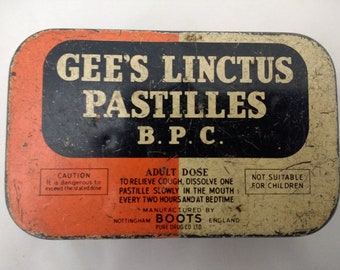 GEE'S LINCTUS
PASTILLES
B.P.C.
CAUTION
It is dangerous to
exceed the stated dose
ADULT DOSE
TO RELIEVE COUGH, DISSOLVE ONE
PASTILLE SLOWLY IN THE MOUTH
EVERY TWO HOURS AND AT BEDTIME
NOT SUITABLE
FOR CHILDREN
MANUFACTURED BY
NOTTINGHAM BOOTS ENGLAND
PURE DRUG CO LTD